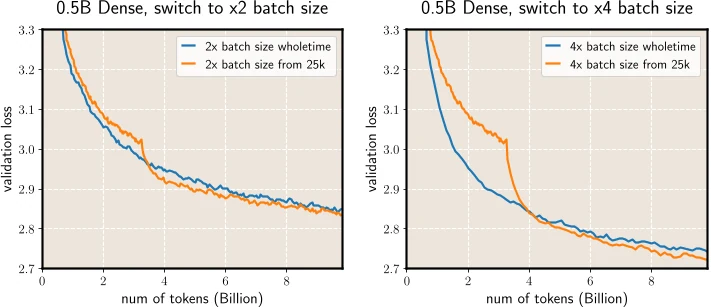 0.5B Dense, switch to x2 batch size
3.3
3.2
3.1
3.0
2.9
2.8
2.7
validation loss
2x batch size wholetime
2x batch size from 25k
0 2 4 6 8
num of tokens (Billion)
0.5B Dense, switch to x4 batch size
3.3
3.2
3.1
3.0
2.9
2.8
2.7
validation loss
4x batch size wholetime
4x batch size from 25k
0 2 4 6 8
num of tokens (Billion)